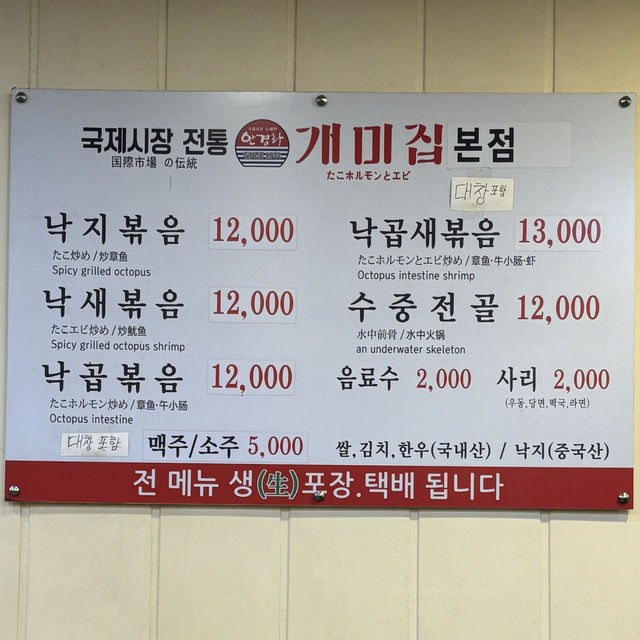 국제시장 전통
国際市場 の伝統
안경화
개미집 본점
たこホルモンとエビ
대창 포함
낙지볶음 12,000
たこ炒め/炒章鱼
Spicy grilled octopus
낙새볶음 12,000
たこエビ炒め/炒鱿鱼
Spicy grilled octopus shrimp
낙곱볶음 12,000
たこホルモン炒め/章鱼·午小肠
Octopus intestine
대창 포함
맥주/소주 5,000
낙곱새볶음 13,000
たこホルモンとエビ炒め/章鱼·牛小肠·虾
Octopus intestine shrimp
수중전골 12,000
水中前骨/水中火锅
an underwater skeleton
음료수 2,000 사리 2,000
(우동,당면,떡국,라면)
쌀,김치,한우(국내산) / 낙지(중국산)
전 메뉴 생(生)포장.택배 됩니다